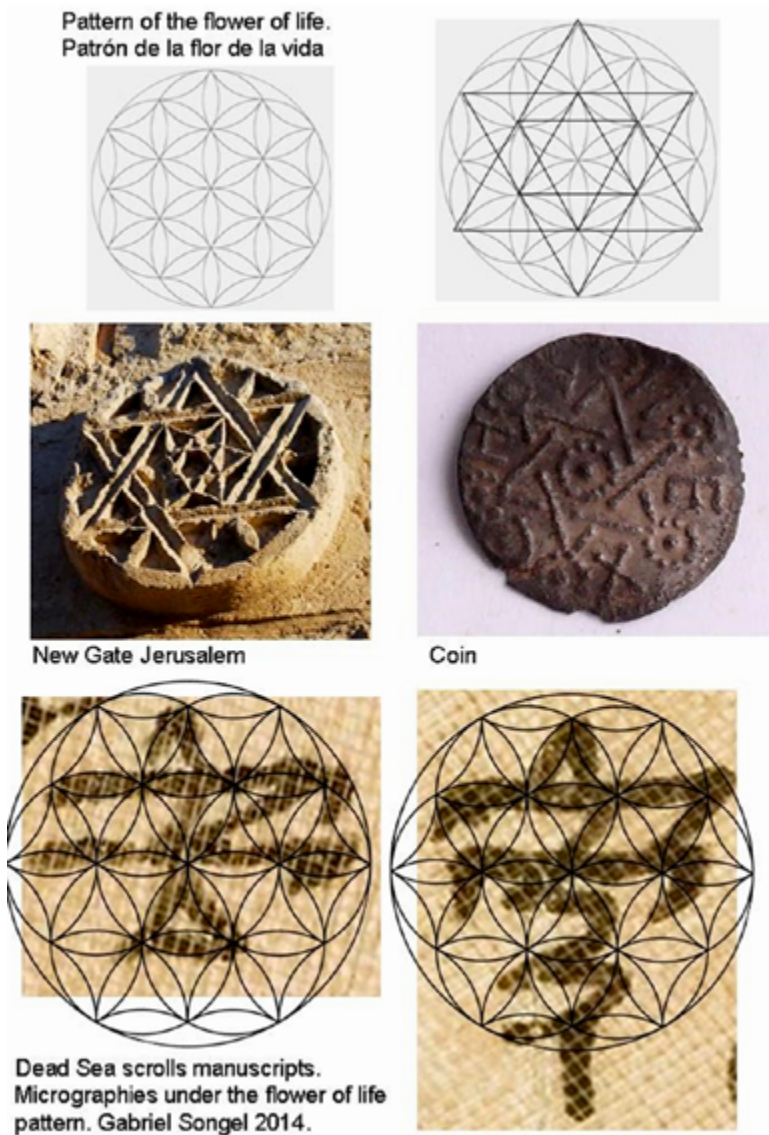 Pattern of the flower of life.
Patrón de la flor de la vida
New Gate Jerusalem
Coin
Dead Sea scrolls manuscripts.
Micrographies under the flower of life
pattern. Gabriel Songel 2014.